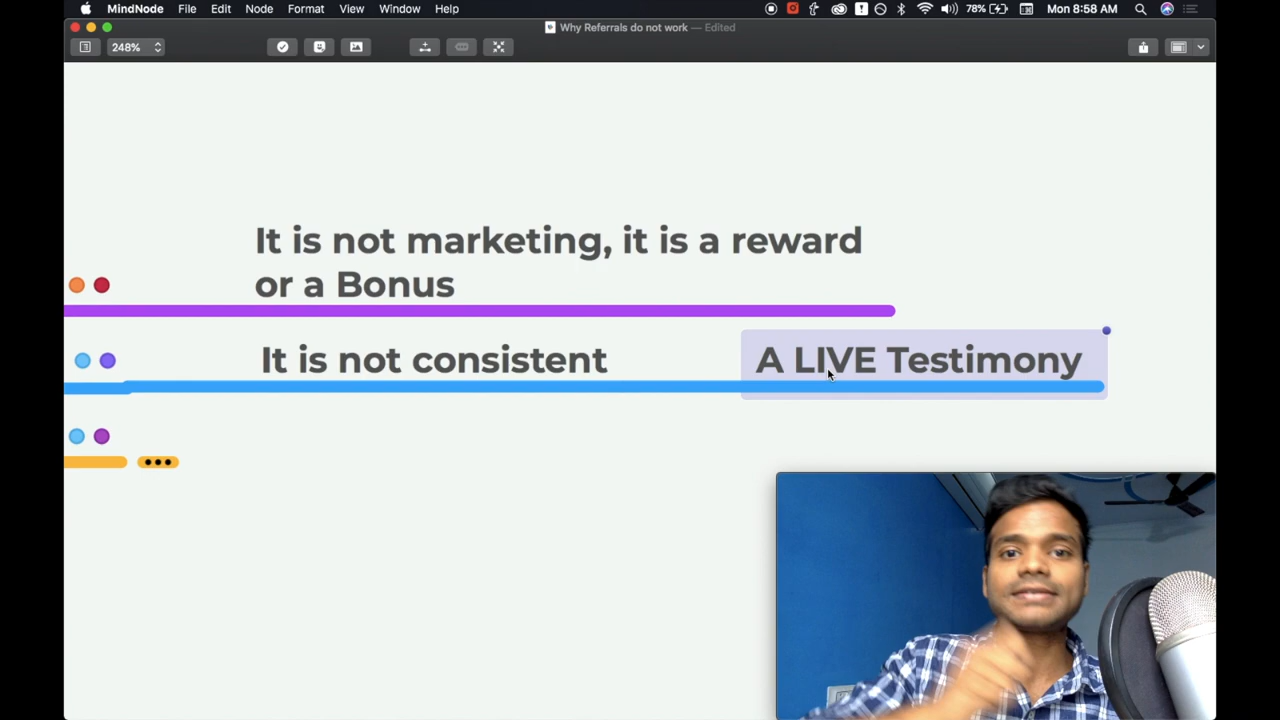 MindNode File Edit Node Format View Window Help 78% Mon 8:58 AM
Why Referrals do not work — Edited
248%
It is not marketing, it is a reward
or a Bonus
It is not consistent A LIVE Testimony